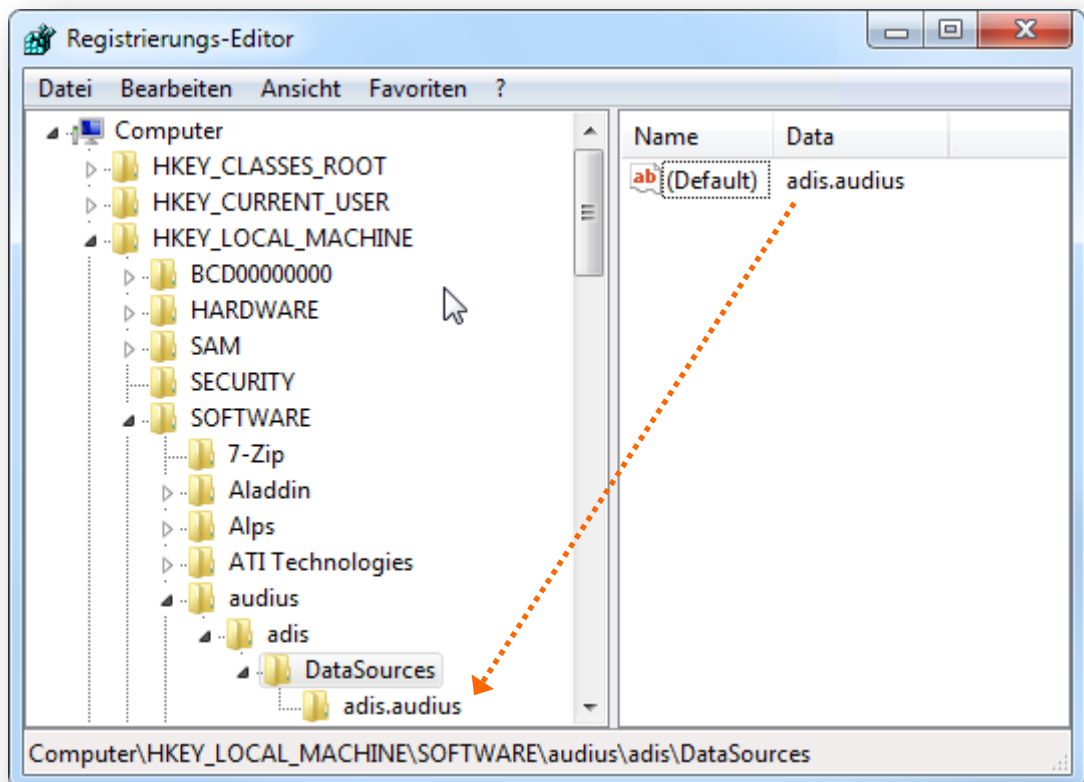 Registrierungs-Editor
Datei Bearbeiten Ansicht Favoriten ?
Computer
HKEY_CLASSES_ROOT
HKEY_CURRENT_USER
HKEY_LOCAL_MACHINE
BCD00000000
HARDWARE
SAM
SECURITY
SOFTWARE
7-Zip
Aladdin
Alps
ATI Technologies
audius
adis
DataSources
adis.audius
Name Data
ab (Default) adis.audius
Computer\HKEY_LOCAL_MACHINE\SOFTWARE\audius\adis\DataSources